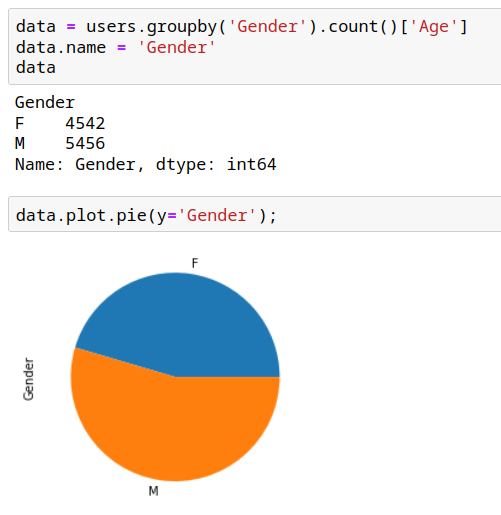 data = users.groupby('Gender').count()['Age']
data.name = 'Gender'
data
Gender
F    4542
M    5456
Name: Gender, dtype: int64
data.plot.pie(y='Gender');
F
Gender
M